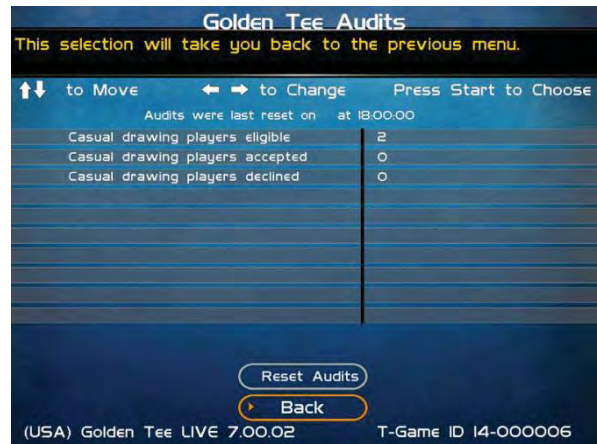 Golden Tee Audits
This selection will take you back to the previous menu.
↑↓ to Move ← → to Change Press Start to Choose
Audits were last reset on at 18:00:00
Casual drawing players eligible 2
Casual drawing players accepted 0
Casual drawing players declined 0
Reset Audits
Back
(USA) Golden Tee LIVE 7.00.02 T-Game ID 14-000006